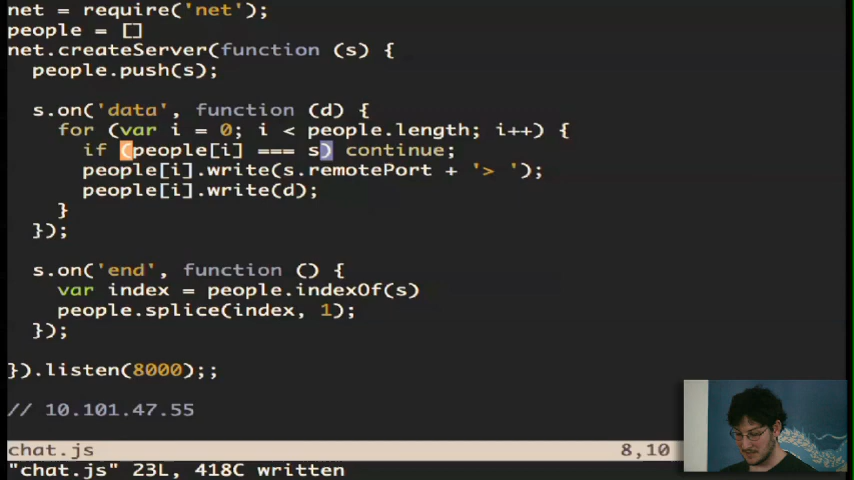 net = require('net');
people = []
net.createServer(function (s) {
  people.push(s);

  s.on('data', function (d) {
    for (var i = 0; i < people.length; i++) {
      if (people[i] === s) continue;
      people[i].write(s.remotePort + '> ');
      people[i].write(d);
    }
  });

  s.on('end', function () {
    var index = people.indexOf(s)
    people.splice(index, 1);
  });

}).listen(8000);;

// 10.101.47.55
chat.js 8,10
"chat.js" 23L, 418C written